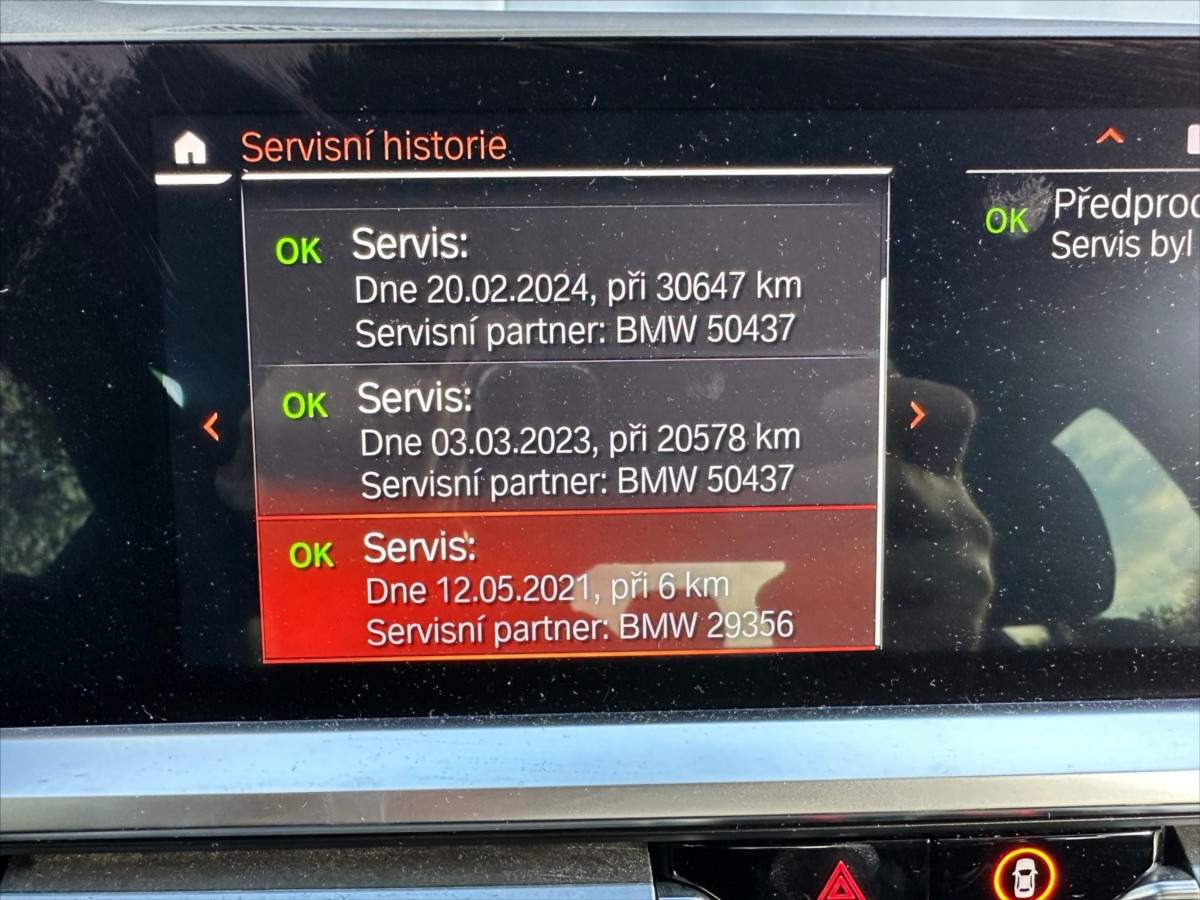 Servisní historie
OK Servis:
Dne 20.02.2024, při 30647 km
Servisní partner: BMW 50437
OK Servis:
Dne 03.03.2023, při 20578 km
Servisní partner: BMW 50437
OK Servis:
Dne 12.05.2021, při 6 km
Servisní partner: BMW 29356
OK
Servis byl